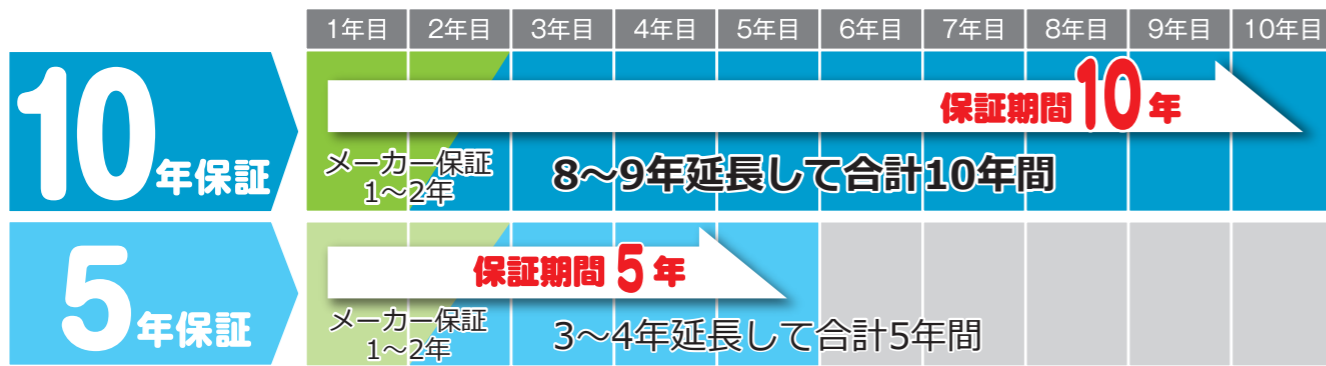 1年目 2年目 3年目 4年目 5年目 6年目 7年目 8年目 9年目 10年目
10年保証
保証期間10年
メーカー保証
1～2年
8～9年延長して合計10年間
5年保証
保証期間5年
メーカー保証
1～2年
3～4年延長して合計5年間